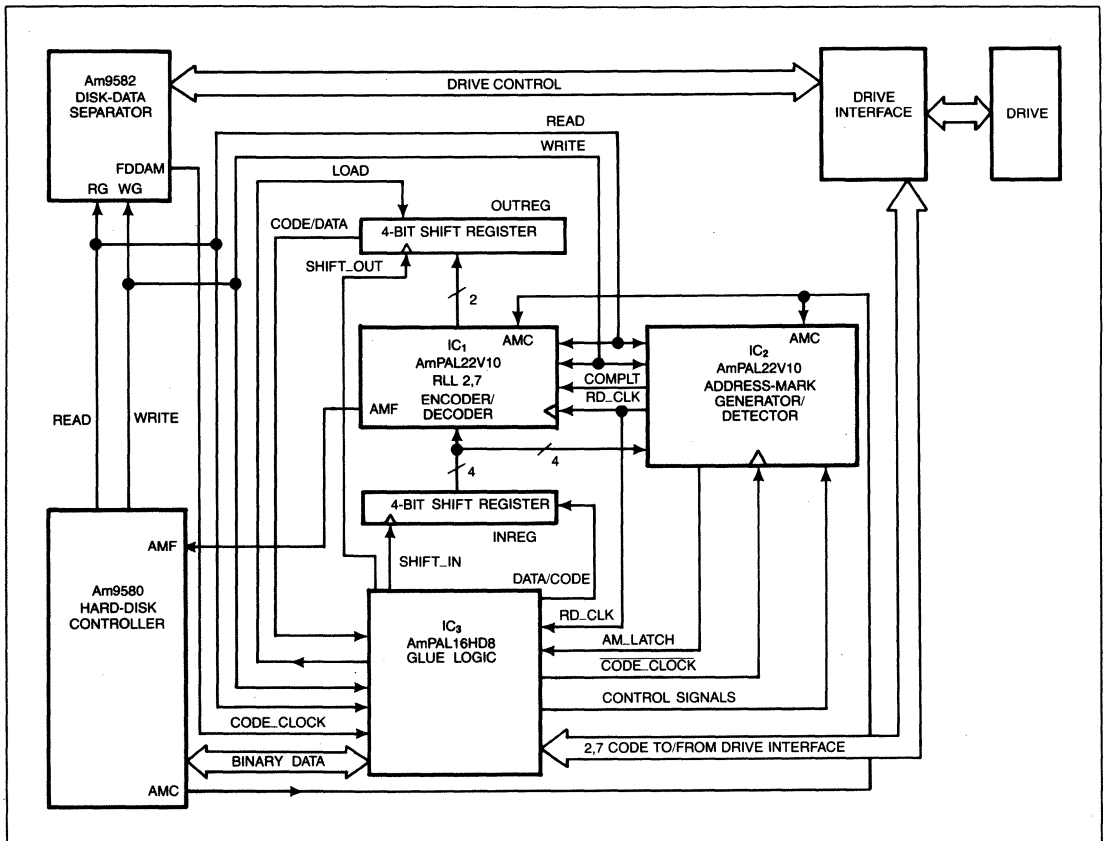 Am9582
DISK-DATA
SEPARATOR
FDDAM
RG WG
DRIVE CONTROL
DRIVE
INTERFACE
DRIVE
READ
WRITE
LOAD
OUTREG
CODE/DATA
4-BIT SHIFT REGISTER
SHIFT_OUT
2
AMC
IC₁
AmPAL22V10
RLL 2,7
ENCODER/
DECODER
AMF
COMPLT
RD_CLK
AMC
IC₂
AmPAL22V10
ADDRESS-MARK
GENERATOR/
DETECTOR
READ
WRITE
4
4
4-BIT SHIFT REGISTER
INREG
SHIFT_IN
DATA/CODE
AMF
Am9580
HARD-DISK
CONTROLLER
AMC
IC₃
AmPAL16HD8
GLUE LOGIC
RD_CLK
AM_LATCH
CODE_CLOCK
CONTROL SIGNALS
CODE_CLOCK
BINARY DATA
2,7 CODE TO/FROM DRIVE INTERFACE